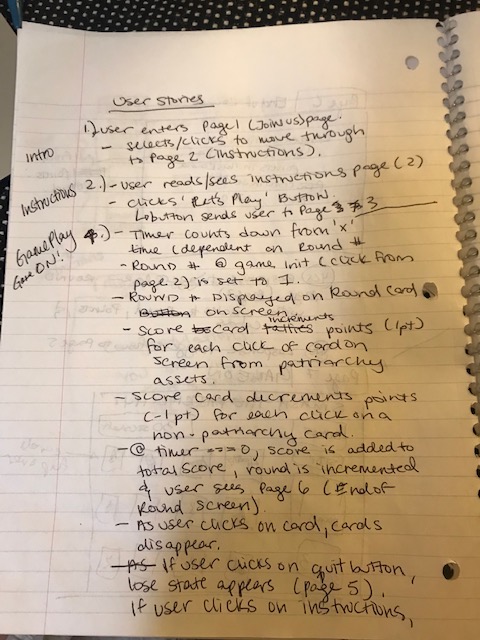 User Stories
1.) user enters Page 1 (Join us) page.
Intro
- selects/clicks to move through
to Page 2 (instructions).
Instructions
2.) - user reads/sees instructions page (2)
- clicks 'Let's Play' Button.
↳ button sends user to Page 3
GamePlay
Game ON!
- Timer counts down from 'x'
time (dependent on Round #
- Round # @ game init (click from
page 2) is set to 1.
- Round # Displayed on Round Card
Button on screen
- Score card increments points (1pt)
for each click of card on
screen from patriarchy
assets.
- Score card decrements points
(-1pt) for each click on a
non-patriarchy card.
- @ timer === 0, score is added to
total score, round is incremented
& user sees Page 6 (End of
Round Screen).
- As user clicks on card, cards
disappear.
- As If user clicks on quit button,
lose state appears (page 5).
If user clicks on instructions,